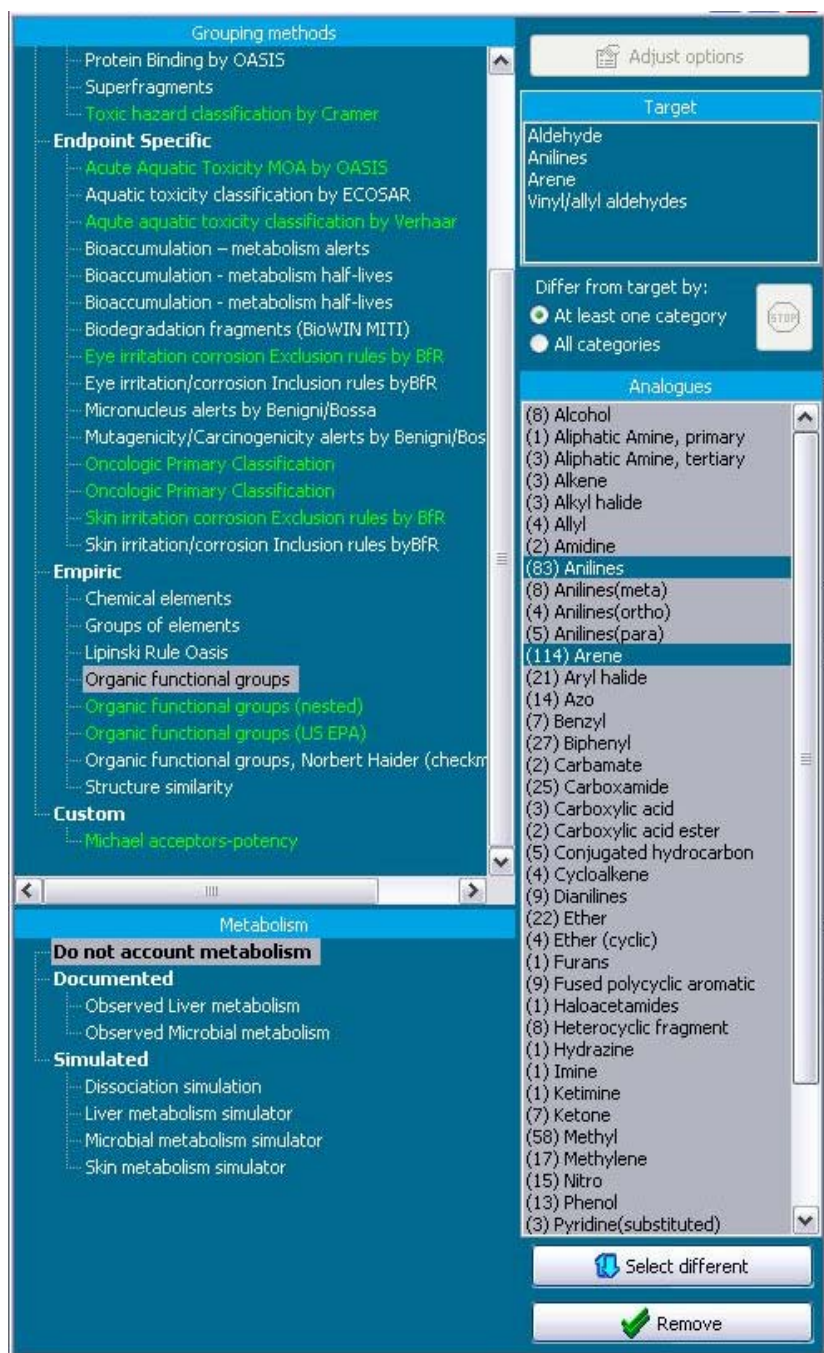 Grouping methods
Protein Binding by OASIS
Superfragments
Toxic hazard classification by Cramer
Endpoint Specific
Acute Aquatic Toxicity MOA by OASIS
Aquatic toxicity classification by ECOSAR
Aqute aquatic toxicity classification by Verhaar
Bioaccumulation – metabolism alerts
Bioaccumulation - metabolism half-lives
Bioaccumulation - metabolism half-lives
Biodegradation fragments (BioWIN MITI)
Eye irritation corrosion Exclusion rules by BfR
Eye irritation/corrosion Inclusion rules byBfR
Micronucleus alerts by Benigni/Bossa
Mutagenicity/Carcinogenicity alerts by Benigni/Bos
Oncologic Primary Classification
Oncologic Primary Classification
Skin irritation corrosion Exclusion rules by BfR
Skin irritation/corrosion Inclusion rules byBfR
Empiric
Chemical elements
Groups of elements
Lipinski Rule Oasis
Organic functional groups
Organic functional groups (nested)
Organic functional groups (US EPA)
Organic functional groups, Norbert Haider (checkm
Structure similarity
Custom
Michael acceptors-potency
Metabolism
Do not account metabolism
Documented
Observed Liver metabolism
Observed Microbial metabolism
Simulated
Dissociation simulation
Liver metabolism simulator
Microbial metabolism simulator
Skin metabolism simulator
Adjust options
Target
Aldehyde
Anilines
Arene
Vinyl/allyl aldehydes
Differ from target by:
At least one category
All categories
STOP
Analogues
(8) Alcohol
(1) Aliphatic Amine, primary
(3) Aliphatic Amine, tertiary
(3) Alkene
(3) Alkyl halide
(4) Allyl
(2) Amidine
(83) Anilines
(8) Anilines(meta)
(4) Anilines(ortho)
(5) Anilines(para)
(114) Arene
(21) Aryl halide
(14) Azo
(7) Benzyl
(27) Biphenyl
(2) Carbamate
(25) Carboxamide
(3) Carboxylic acid
(2) Carboxylic acid ester
(5) Conjugated hydrocarbon
(4) Cycloalkene
(9) Dianilines
(22) Ether
(4) Ether (cyclic)
(1) Furans
(9) Fused polycyclic aromatic
(1) Haloacetamides
(8) Heterocyclic fragment
(1) Hydrazine
(1) Imine
(1) Ketimine
(7) Ketone
(58) Methyl
(17) Methylene
(15) Nitro
(13) Phenol
(3) Pyridine(substituted)
Select different
Remove